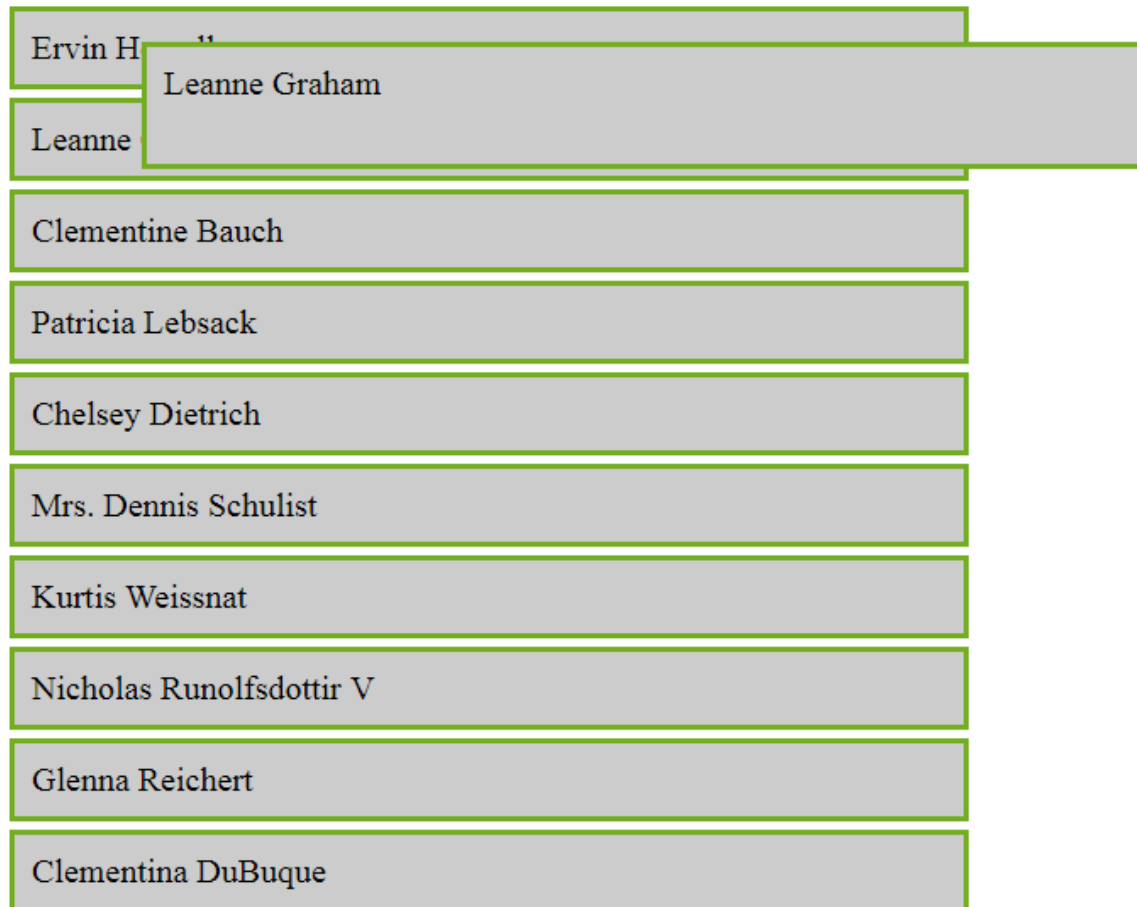 Ervin
Leanne Graham
Leanne
Clementine Bauch
Patricia Lebsack
Chelsey Dietrich
Mrs. Dennis Schulist
Kurtis Weissnat
Nicholas Runolfsdottir V
Glenna Reichert
Clementina DuBuque